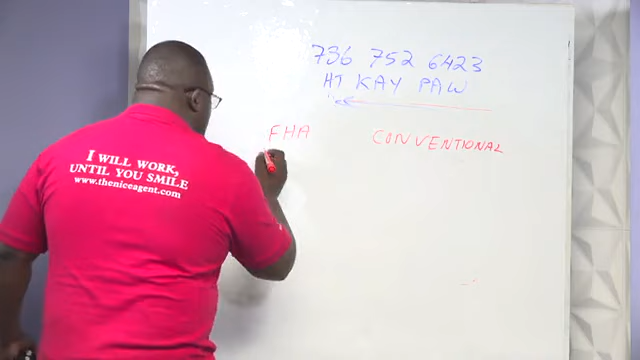 736 752 6423
HT KAY PAW
FHA
CONVENTIONAL
I WILL WORK,
UNTIL YOU SMILE
www.theniceagent.com